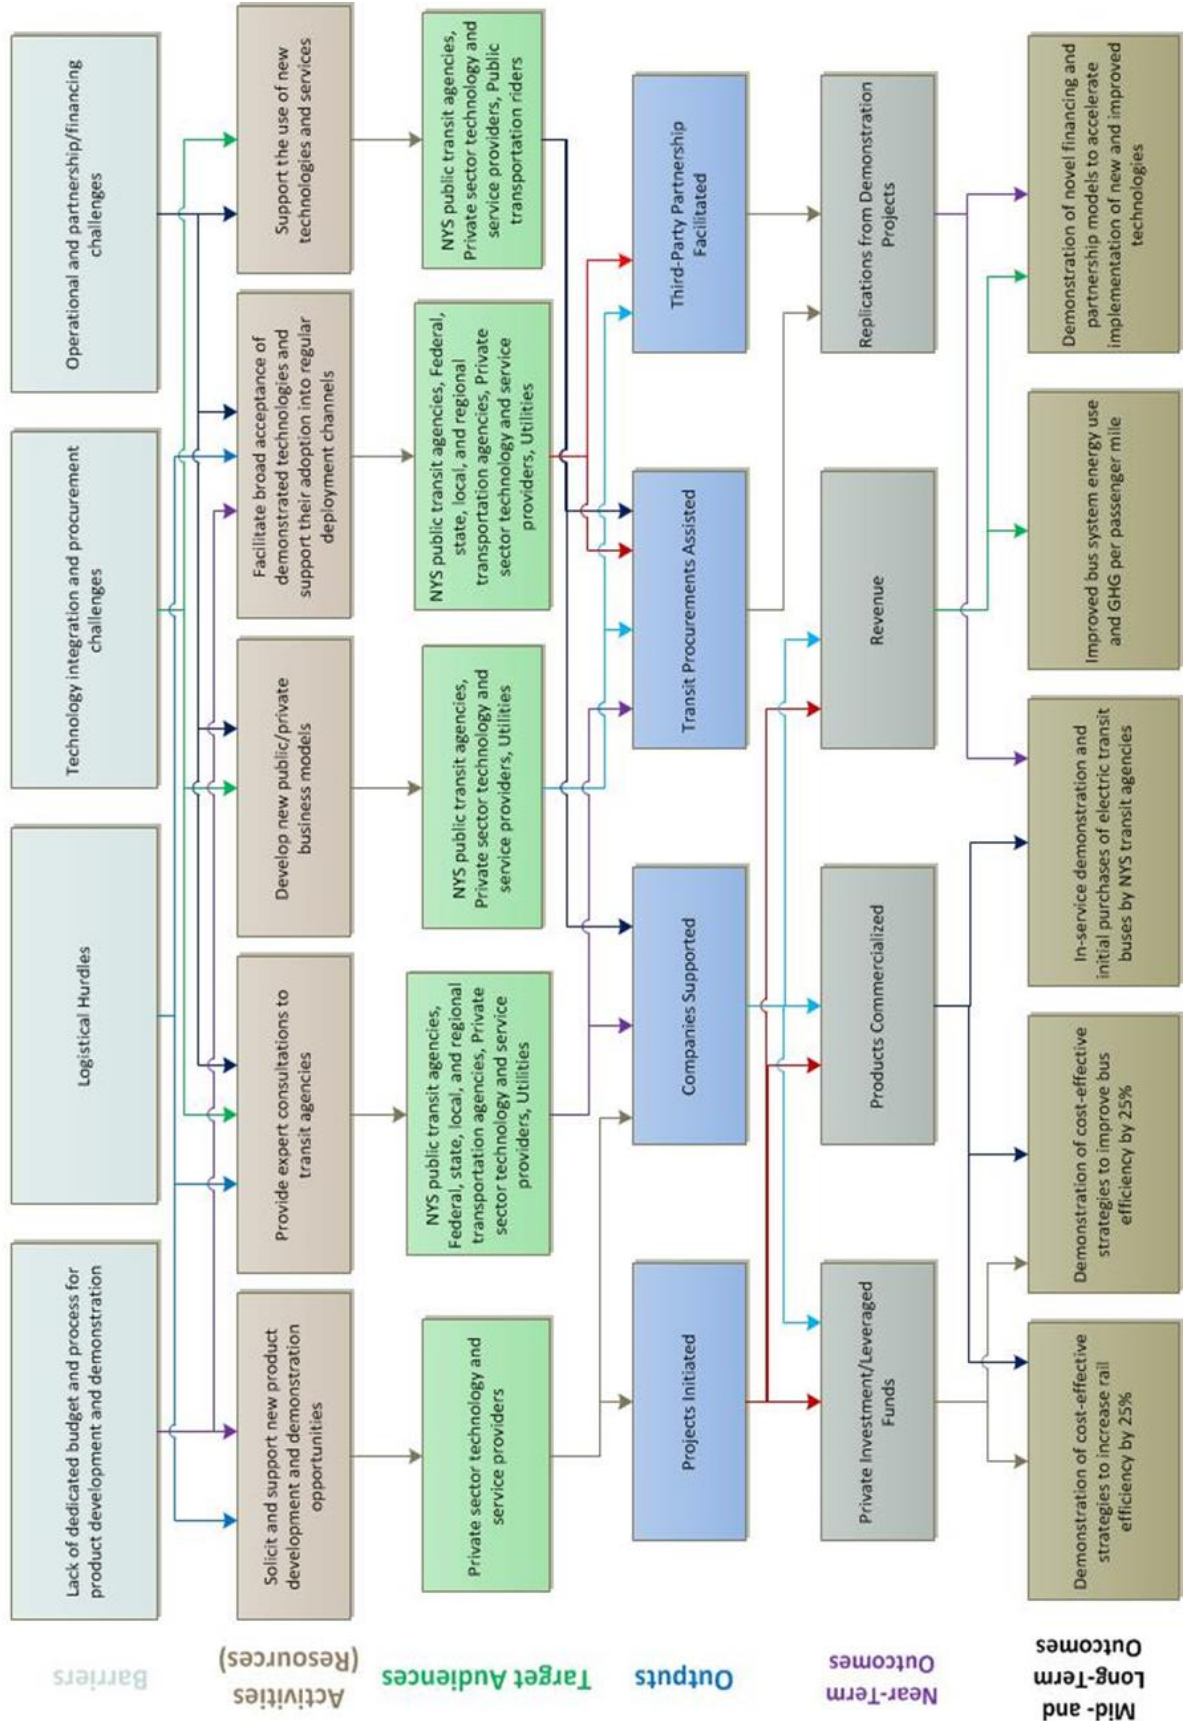 Barriers
Lack of dedicated budget and process for
product development and demonstration
Logistical Hurdles
Technology integration and procurement
challenges
Operational and partnership/financing
challenges
Activities
(Resources)
Solicit and support new product
development and demonstration
opportunities
Provide expert consultations to
transit agencies
Develop new public/private
business models
Facilitate broad acceptance of
demonstrated technologies and
support their adoption into regular
deployment channels
Support the use of new
technologies and services
Target Audiences
Private sector technology and
service providers
NYS public transit agencies,
Federal, state, local, and regional
transportation agencies, Private
sector technology and service
providers, Utilities
NYS public transit agencies,
Private sector technology and
service providers, Utilities
NYS public transit agencies, Federal,
state, local, and regional
transportation agencies, Private
sector technology and service
providers, Utilities
NYS public transit agencies,
Private sector technology and
service providers, Public
transportation riders
Outputs
Projects Initiated
Companies Supported
Transit Procurements Assisted
Third-Party Partnership
Facilitated
Near-Term
Outcomes
Private Investment/Leveraged
Funds
Products Commercialized
Revenue
Replications from Demonstration
Projects
Mid- and
Long-Term
Outcomes
Demonstration of cost-effective
strategies to increase rail
efficiency by 25%
Demonstration of cost-effective
strategies to improve bus
efficiency by 25%
In-service demonstration and
initial purchases of electric transit
buses by NYS transit agencies
Improved bus system energy use
and GHG per passenger mile
Demonstration of novel financing and
partnership models to accelerate
implementation of new and improved
technologies